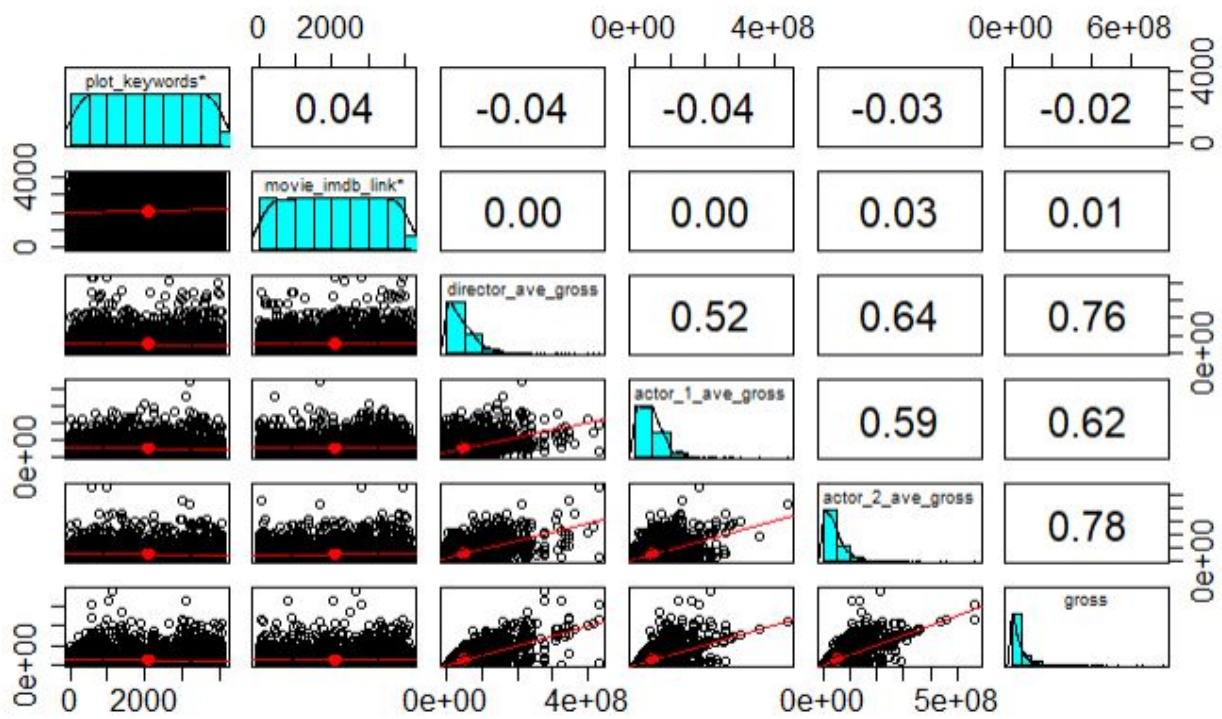 0 2000 0e+00 4e+08 0e+00 6e+08
plot_keywords* 0.04 -0.04 -0.04 -0.03 -0.02 0 4000
0 4000 movie_imdb_link* 0.00 0.00 0.03 0.01
director_ave_gross 0.52 0.64 0.76 0e+00
0e+00 actor_1_ave_gross 0.59 0.62
actor_2_ave_gross 0.78 0e+00
0e+00 gross
0 2000 0e+00 4e+08 0e+00 5e+08